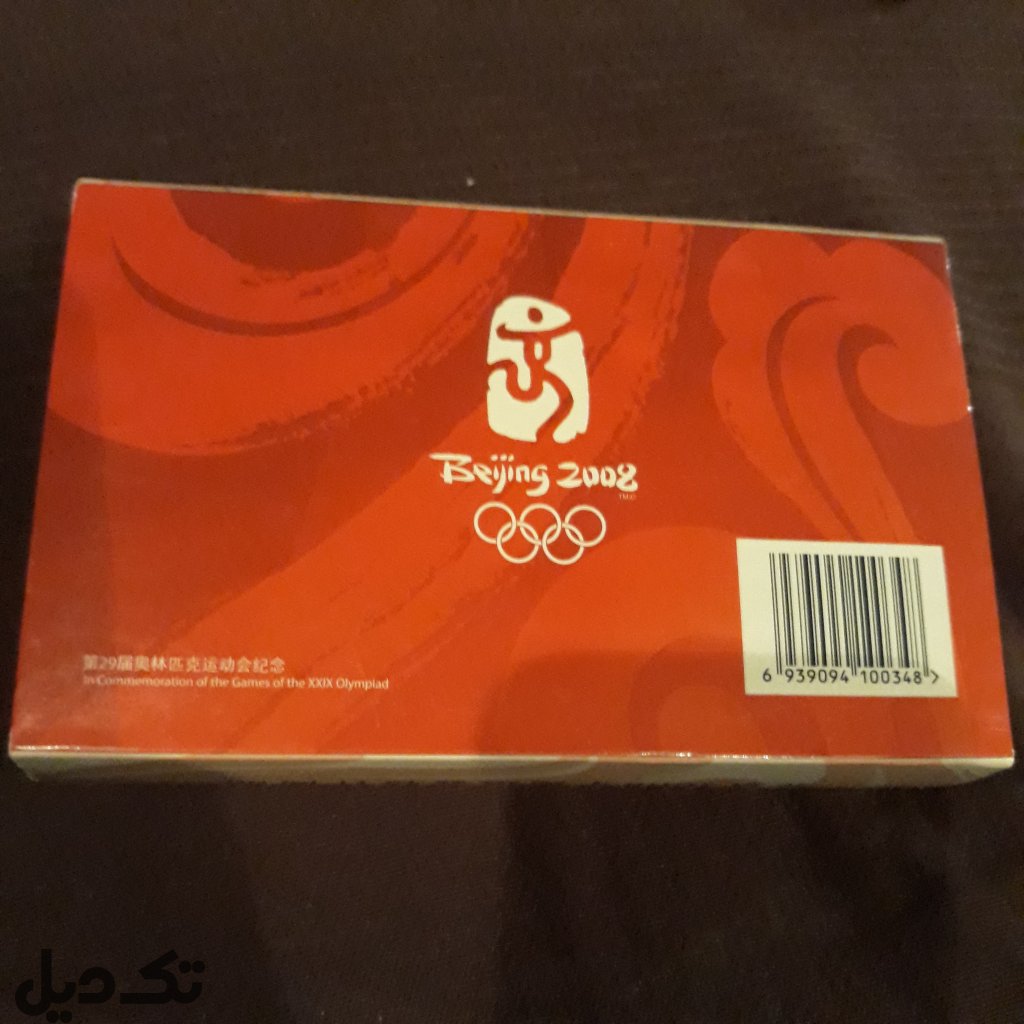 Beijing 2008
TM©
第29届奥林匹克运动会纪念
In Commemoration of the Games of the XXIX Olympiad
6 939094 100348 >
تک دیل